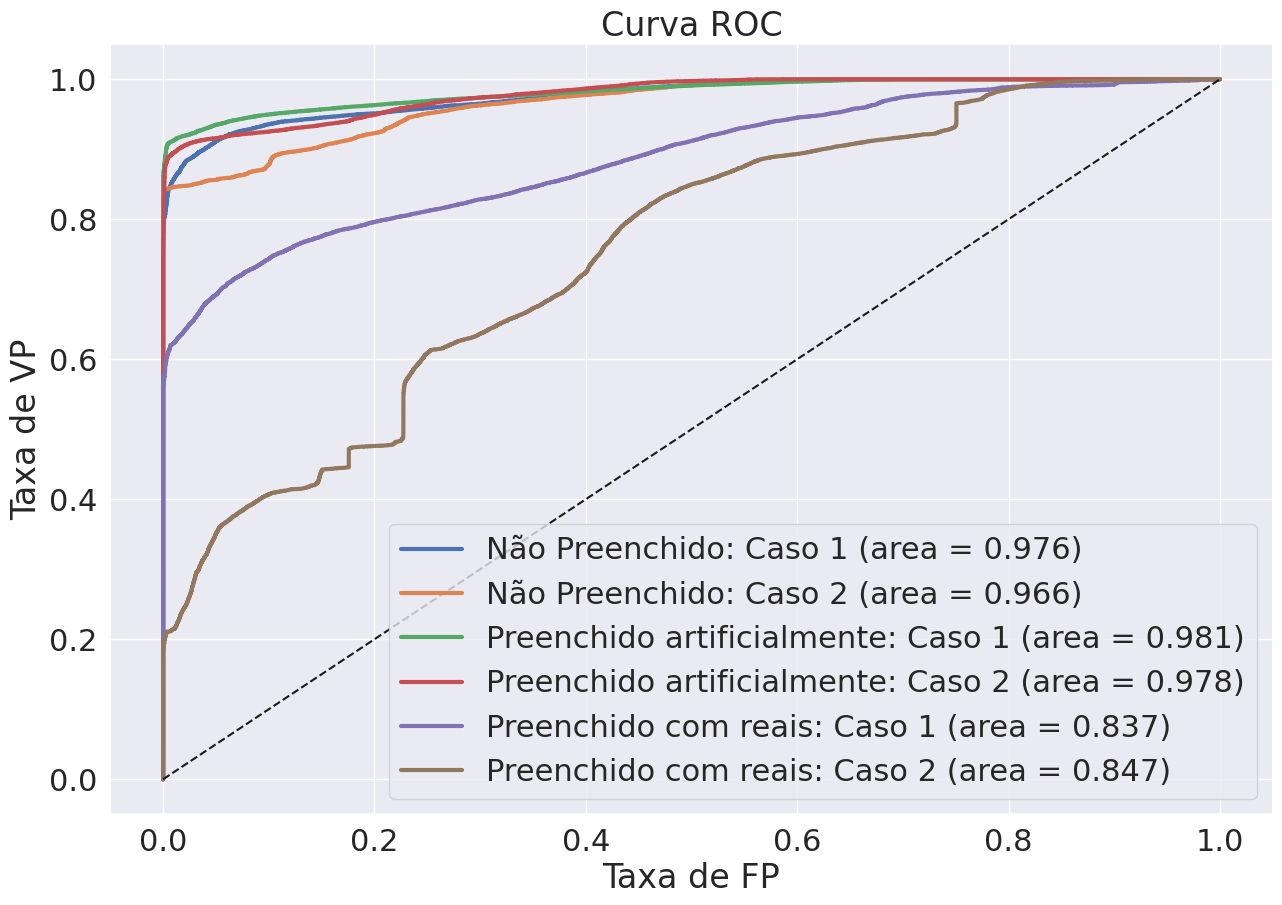 Curva ROC
1.0
0.8
0.6
0.4
0.2
0.0
Taxa de VP
Não Preenchido: Caso 1 (area = 0.976)
Não Preenchido: Caso 2 (area = 0.966)
Preenchido artificialmente: Caso 1 (area = 0.981)
Preenchido artificialmente: Caso 2 (area = 0.978)
Preenchido com reais: Caso 1 (area = 0.837)
Preenchido com reais: Caso 2 (area = 0.847)
0.0 0.2 0.4 0.6 0.8 1.0
Taxa de FP